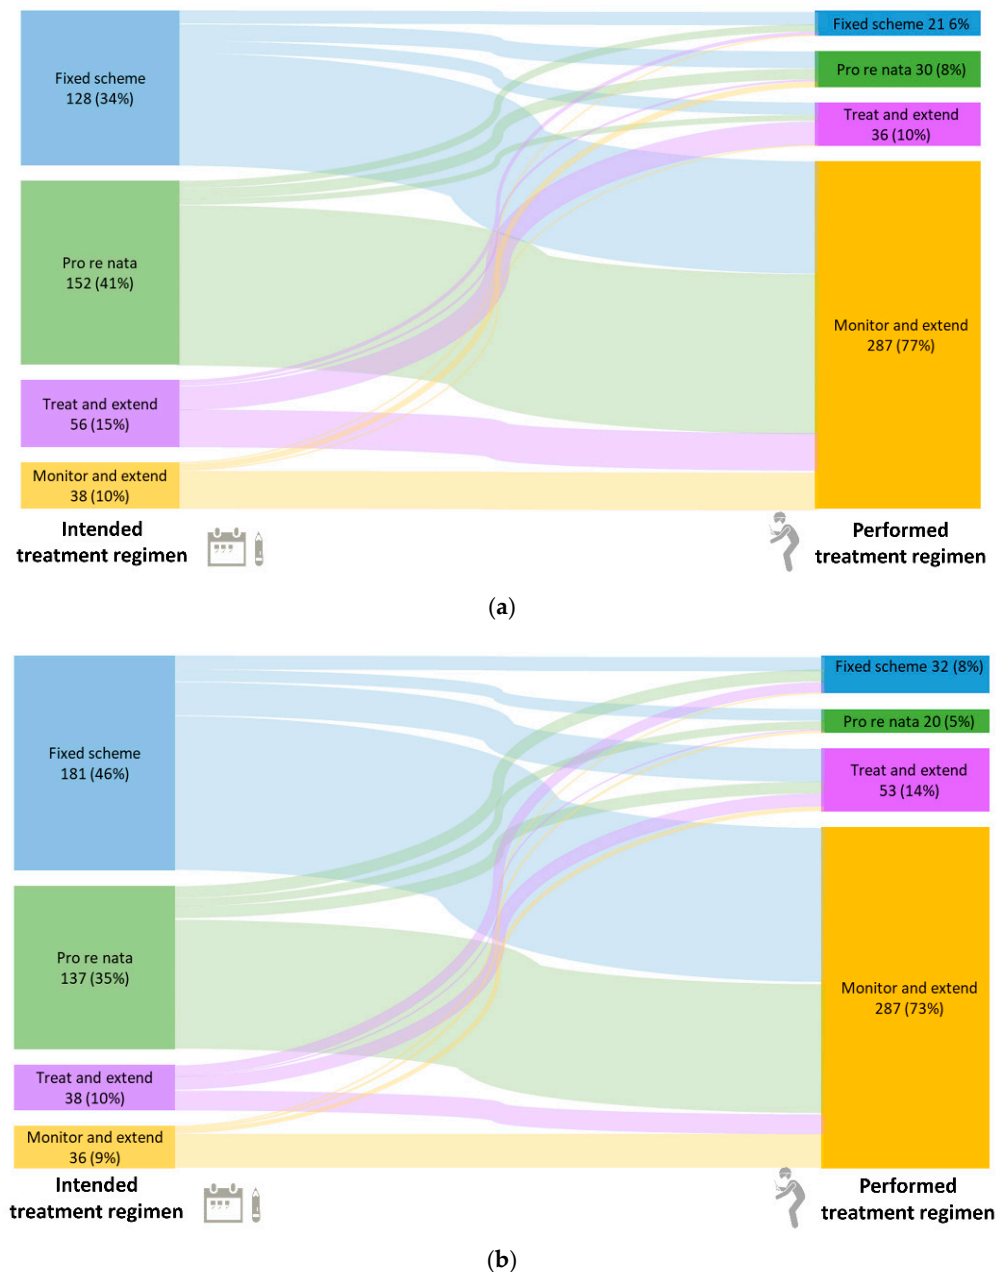 Fixed scheme
128 (34%)
Pro re nata
152 (41%)
Treat and extend
56 (15%)
Monitor and extend
38 (10%)
Intended
treatment regimen
Fixed scheme 21 6%
Pro re nata 30 (8%)
Treat and extend
36 (10%)
Monitor and extend
287 (77%)
Performed
treatment regimen
(a)
Fixed scheme
181 (46%)
Pro re nata
137 (35%)
Treat and extend
38 (10%)
Monitor and extend
36 (9%)
Intended
treatment regimen
Fixed scheme 32 (8%)
Pro re nata 20 (5%)
Treat and extend
53 (14%)
Monitor and extend
287 (73%)
Performed
treatment regimen
(b)